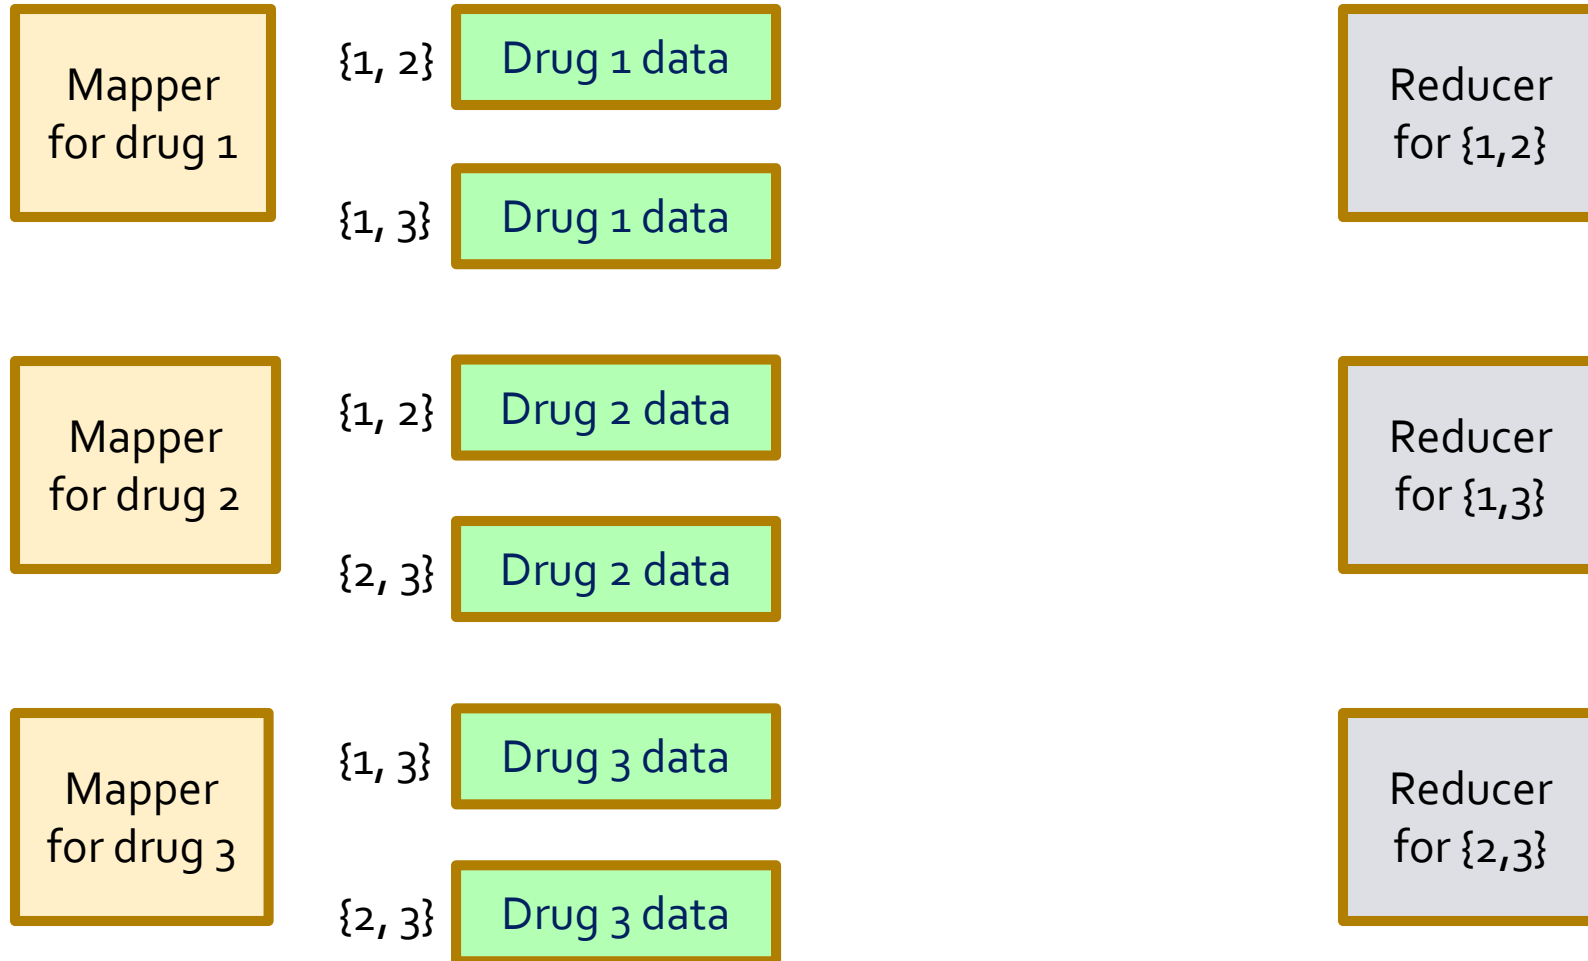 Mapper
for drug 1
{1, 2}
Drug 1 data
{1, 3}
Drug 1 data
Reducer
for {1,2}
Mapper
for drug 2
{1, 2}
Drug 2 data
{2, 3}
Drug 2 data
Reducer
for {1,3}
Mapper
for drug 3
{1, 3}
Drug 3 data
{2, 3}
Drug 3 data
Reducer
for {2,3}